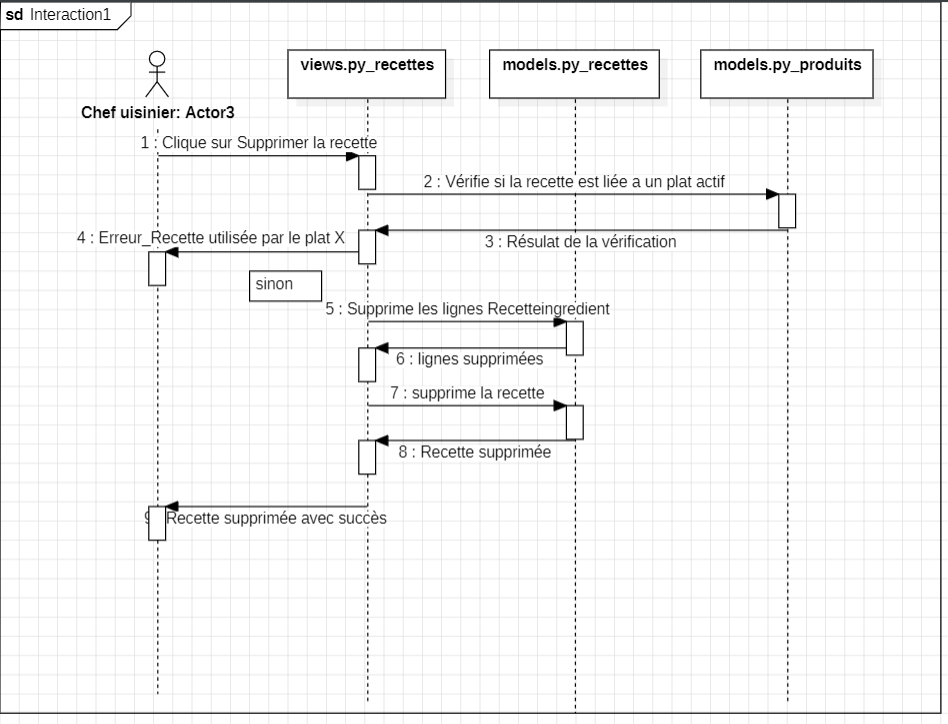 sd Interaction1
views.py_recettes
models.py_recettes
models.py_produits
Chef uisinier: Actor3
1 : Clique sur Supprimer la recette
2 : Vérifie si la recette est liée a un plat actif
3 : Résulat de la vérification
4 : Erreur_Recette utilisée par le plat X
sinon
5 : Supprime les lignes Recetteingredient
6 : lignes supprimées
7 : supprime la recette
8 : Recette supprimée
9 : Recette supprimée avec succès